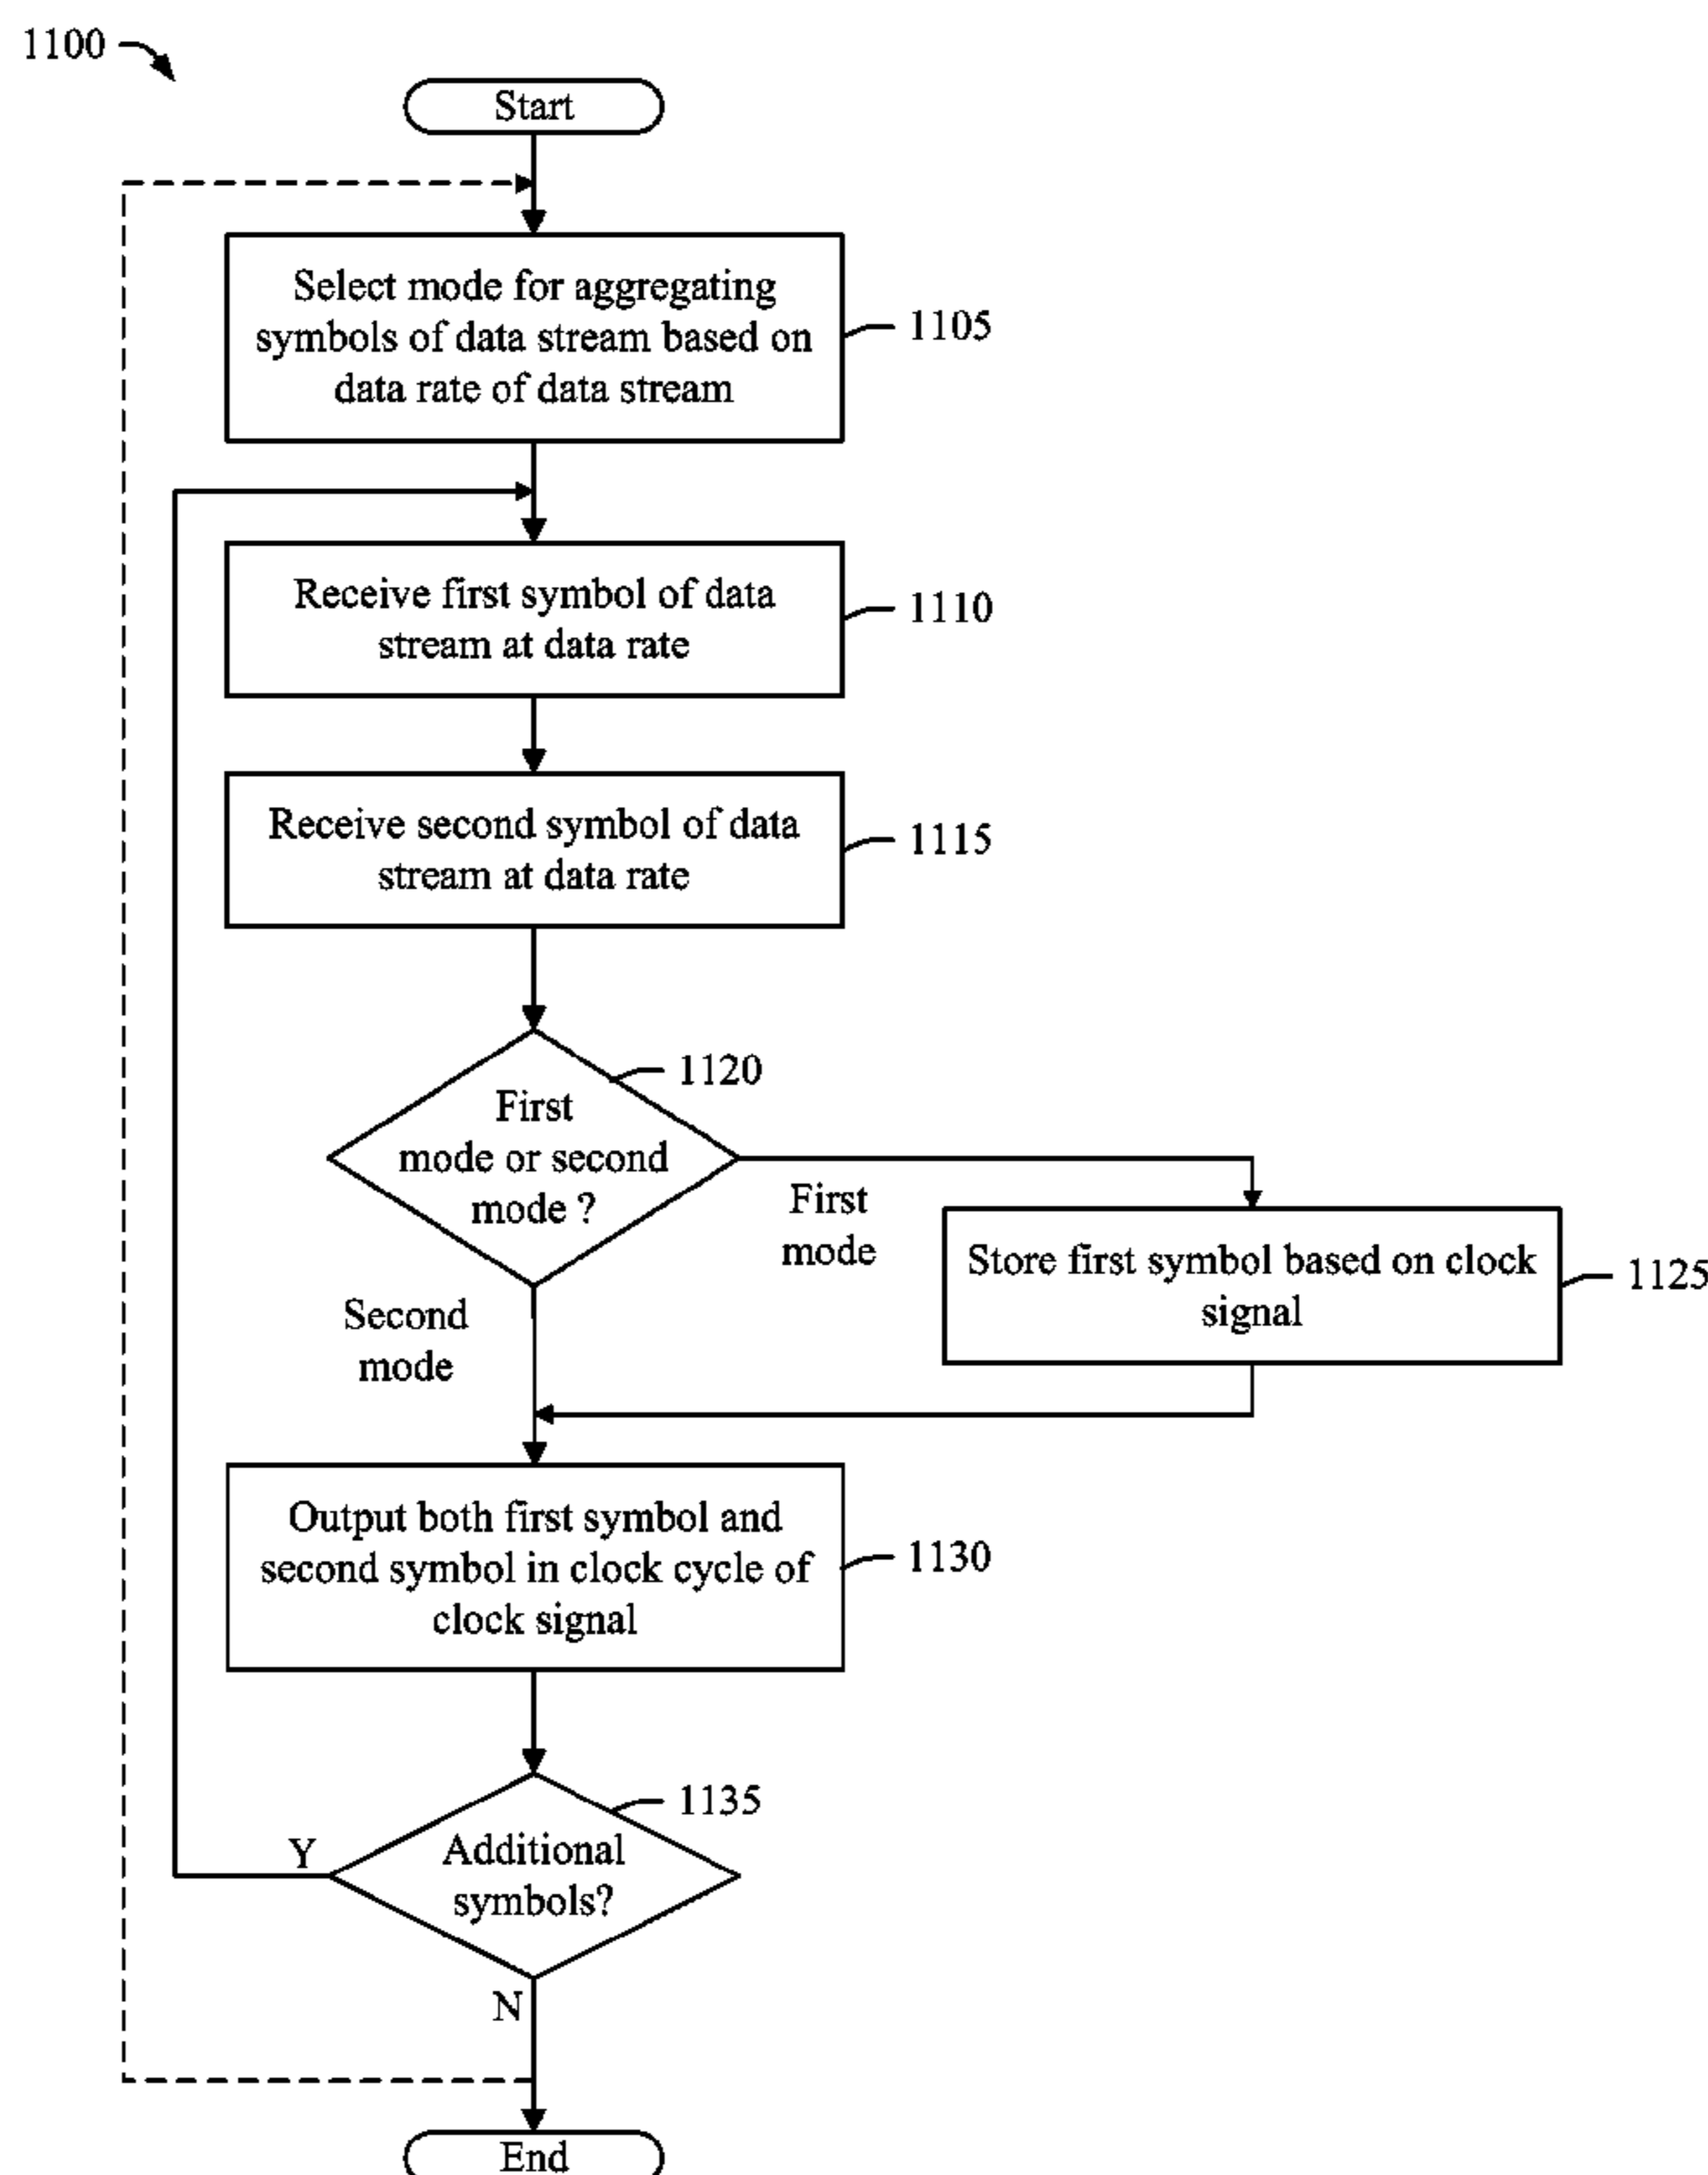 1100
Start
Select mode for aggregating
symbols of data stream based on
data rate of data stream
1105
Receive first symbol of data
stream at data rate
1110
Receive second symbol of data
stream at data rate
1115
1120
First
mode or second
mode ?
First
mode
Store first symbol based on clock
signal
1125
Second
mode
Output both first symbol and
second symbol in clock cycle of
clock signal
1130
1135
Additional
symbols?
Y
N
End